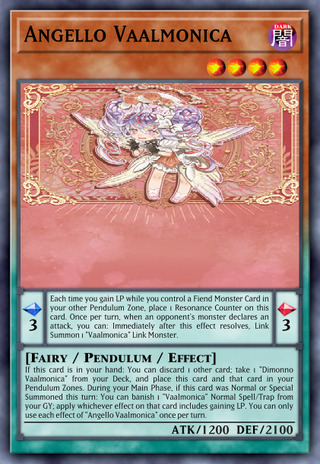 Angello Vaalmonica
DARK
闇
Each time you gain LP while you control a Fiend Monster Card in
your other Pendulum Zone, place 1 Resonance Counter on this
card. Once per turn, when an opponent's monster declares an
attack, you can: Immediately after this effect resolves, Link
Summon 1 "Vaalmonica" Link Monster.
3
3
[Fairy / Pendulum / Effect]
If this card is in your hand: You can discard 1 other card; take 1 "Dimonno
Vaalmonica" from your Deck, and place this card and that card in your
Pendulum Zones. During your Main Phase, if this card was Normal or Special
Summoned this turn: You can banish 1 "Vaalmonica" Normal Spell/Trap from
your GY; apply whichever effect on that card includes gaining LP. You can only
use each effect of "Angello Vaalmonica" once per turn.
ATK/1200 DEF/2100